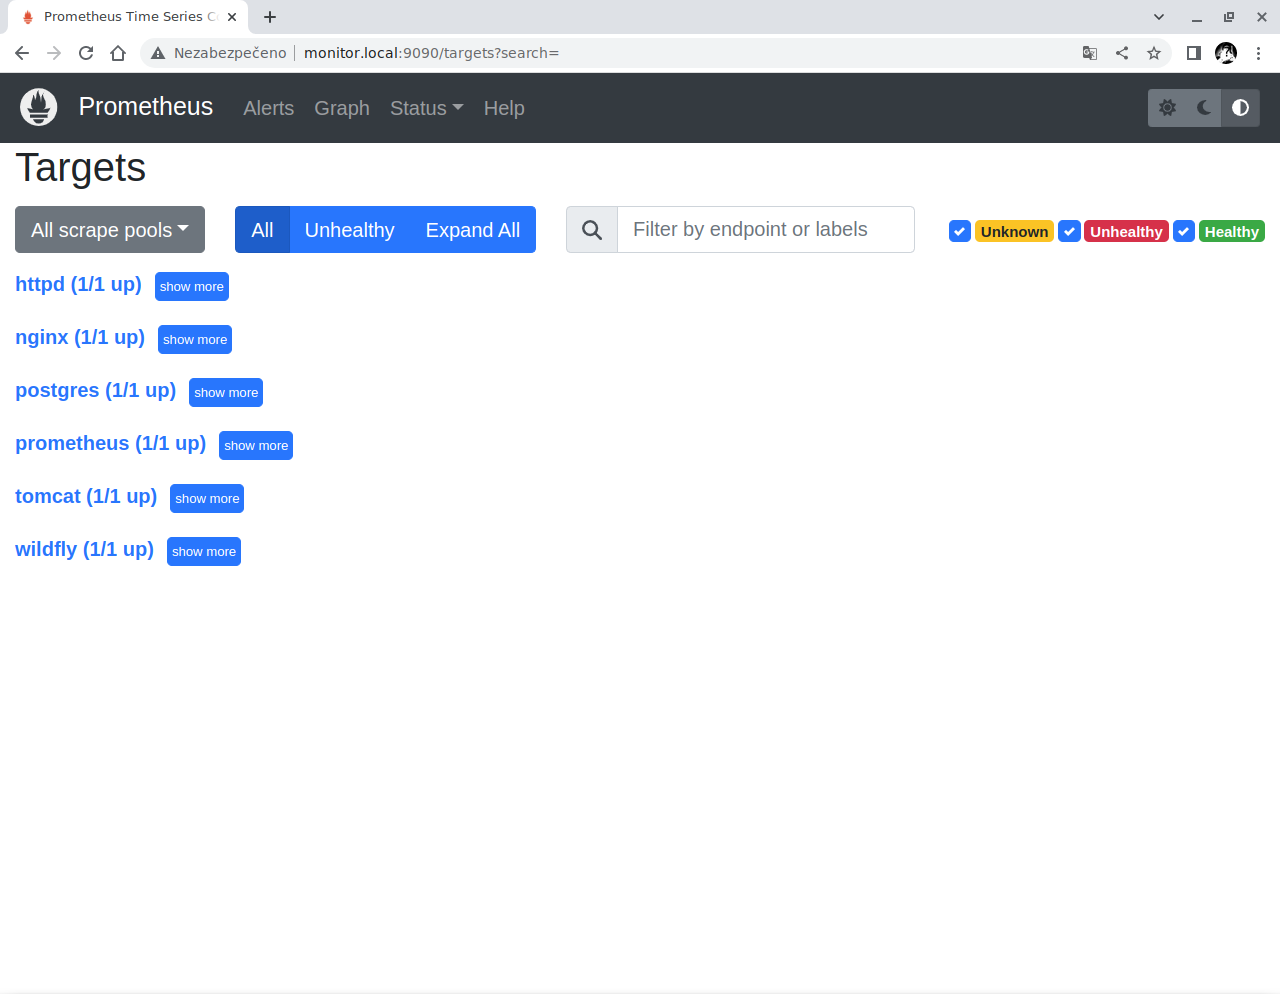 Prometheus Time Series C
Nezabezpečeno monitor.local:9090/targets?search=
Prometheus Alerts Graph Status Help
Targets
All scrape pools All Unhealthy Expand All Filter by endpoint or labels Unknown Unhealthy Healthy
httpd (1/1 up) show more
nginx (1/1 up) show more
postgres (1/1 up) show more
prometheus (1/1 up) show more
tomcat (1/1 up) show more
wildfly (1/1 up) show more